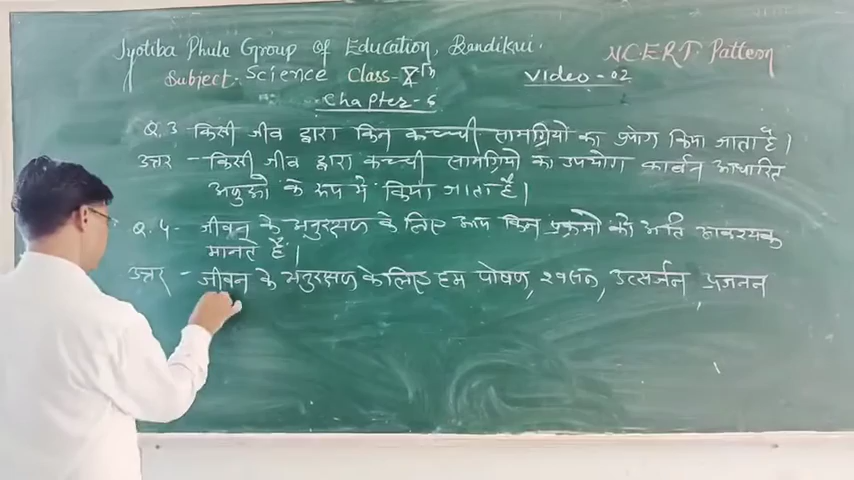 Jyotiba Phule Group of Education, Bandikui.
N.C.E.R.T. Pattern
Subject. Science Class-Xth
Video - 02
Chapter-6
Q.3 - किसी जीव द्वारा किन कच्ची सामग्रियों का प्रयोग किया जाता है।
उत्तर - किसी जीव द्वारा कच्ची सामग्रियों का उपयोग कार्बन आधारित
अणुओं के रूप में किया जाता है।
Q.4- जीवन के अनुरक्षण के लिए आप किन प्रक्रमों को अति आवश्यक
मानते हैं।
उत्तर - जीवन के अनुरक्षण के लिए हम पोषण, श्वसन, उत्सर्जन, प्रजनन